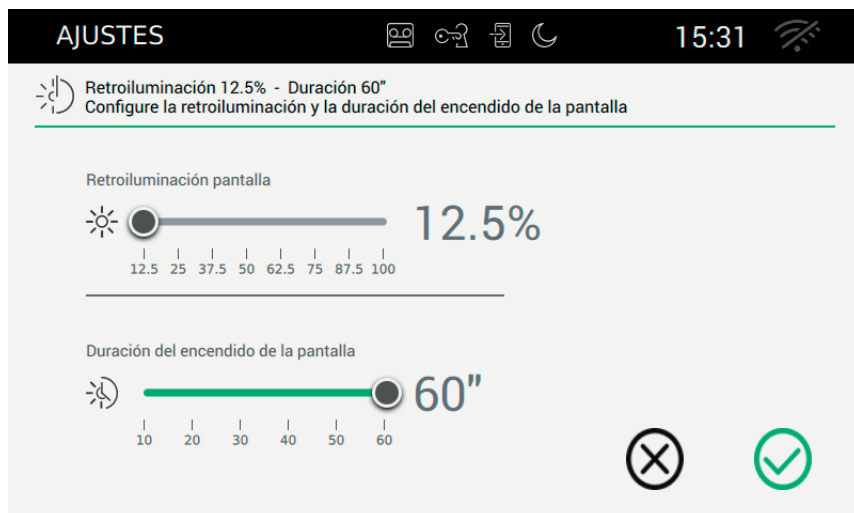 AJUSTES
15:31
Retroiluminación 12.5% - Duración 60"
Configure la retroiluminación y la duración del encendido de la pantalla
Retroiluminación pantalla
12.5%
12.5 25 37.5 50 62.5 75 87.5 100
Duración del encendido de la pantalla
60"
10 20 30 40 50 60